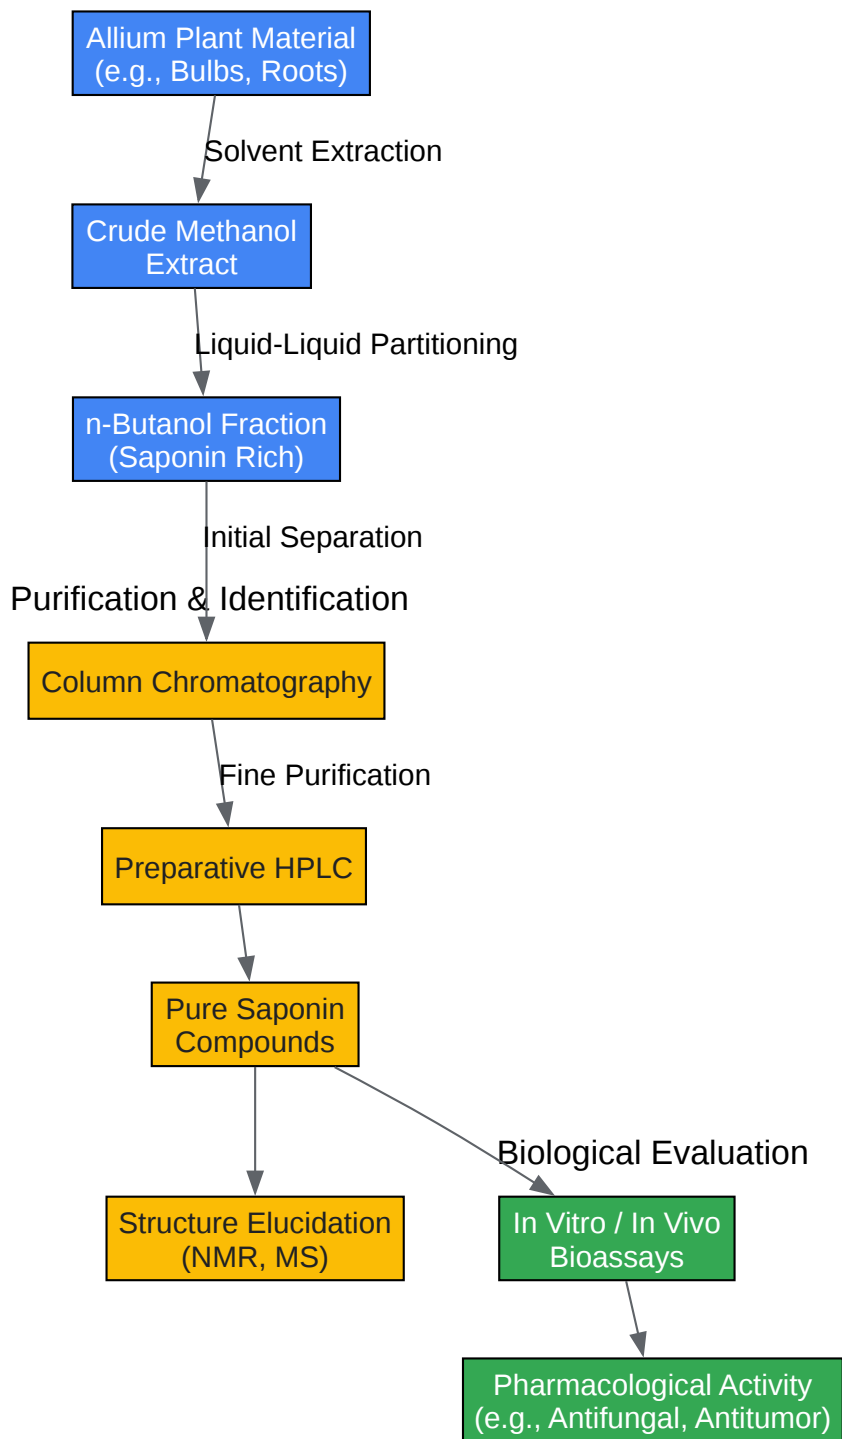 Allium Plant Material
(e.g., Bulbs, Roots)
Solvent Extraction
Crude Methanol
Extract
Liquid-Liquid Partitioning
n-Butanol Fraction
(Saponin Rich)
Initial Separation
Purification & Identification
Column Chromatography
Fine Purification
Preparative HPLC
Pure Saponin
Compounds
Biological Evaluation
Structure Elucidation
(NMR, MS)
In Vitro / In Vivo
Bioassays
Pharmacological Activity
(e.g., Antifungal, Antitumor)